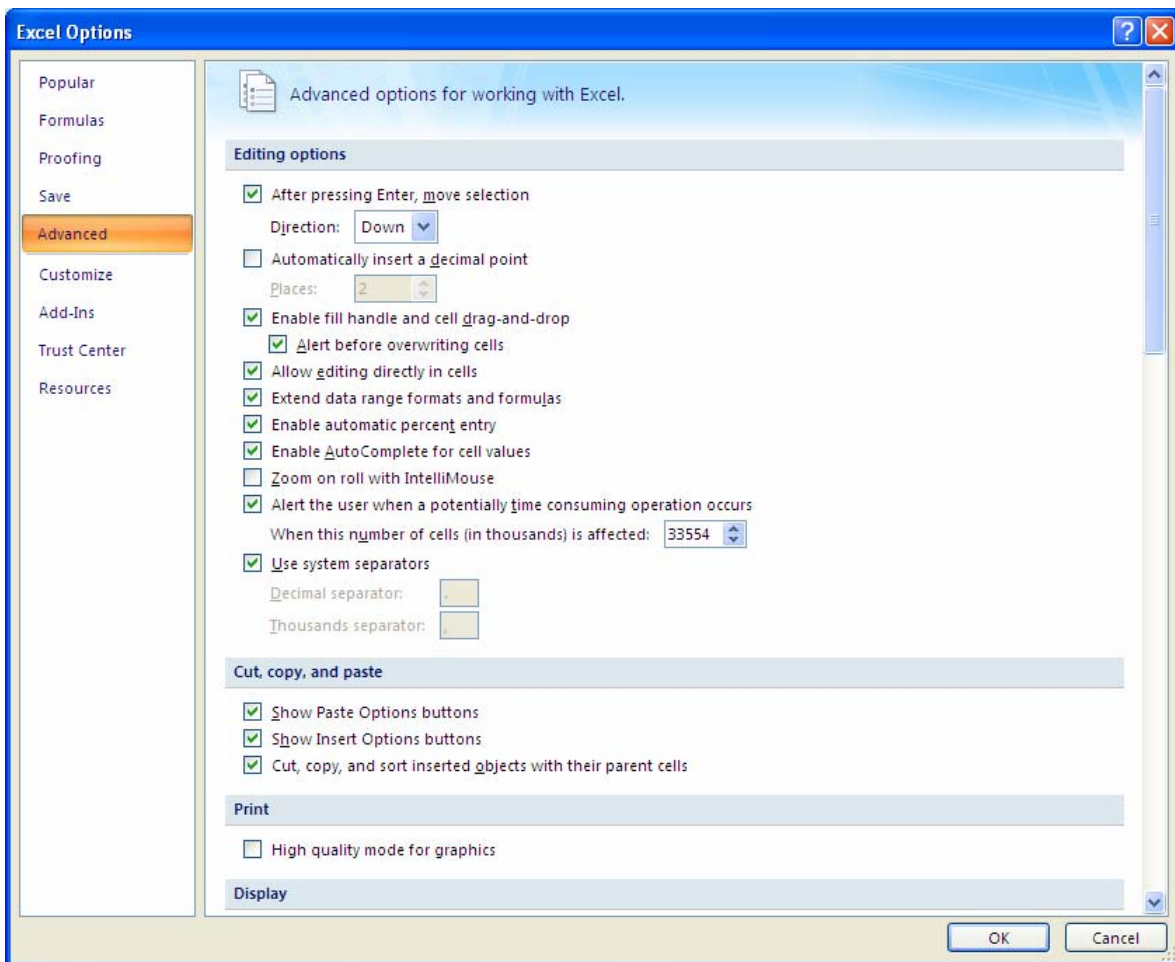 Excel Options
Popular
Formulas
Proofing
Save
Advanced
Customize
Add-Ins
Trust Center
Resources
Advanced options for working with Excel.
Editing options
After pressing Enter, move selection
Direction: Down
Automatically insert a decimal point
Places: 2
Enable fill handle and cell drag-and-drop
Alert before overwriting cells
Allow editing directly in cells
Extend data range formats and formulas
Enable automatic percent entry
Enable AutoComplete for cell values
Zoom on roll with IntelliMouse
Alert the user when a potentially time consuming operation occurs
When this number of cells (in thousands) is affected: 33554
Use system separators
Decimal separator: .
Thousands separator: ,
Cut, copy, and paste
Show Paste Options buttons
Show Insert Options buttons
Cut, copy, and sort inserted objects with their parent cells
Print
High quality mode for graphics
Display
OK Cancel